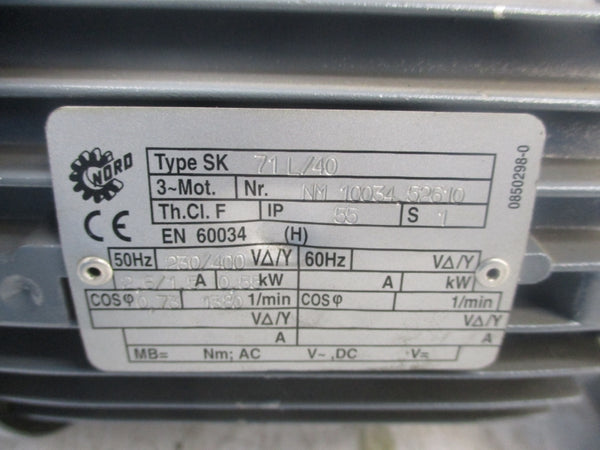 NORD
Type SK 71 L/40
3~Mot. Nr. NM 10034.52610
Th.Cl. F IP 55 S 1
EN 60034 (H)
50Hz 230/400 VΔ/Y 60Hz VΔ/Y
A kW A kW
COSφ 0,73 1380 1/min COSφ 1/min
VΔ/Y VΔ/Y
A A
MB= Nm; AC V~,DC V=
0850298-0
CE